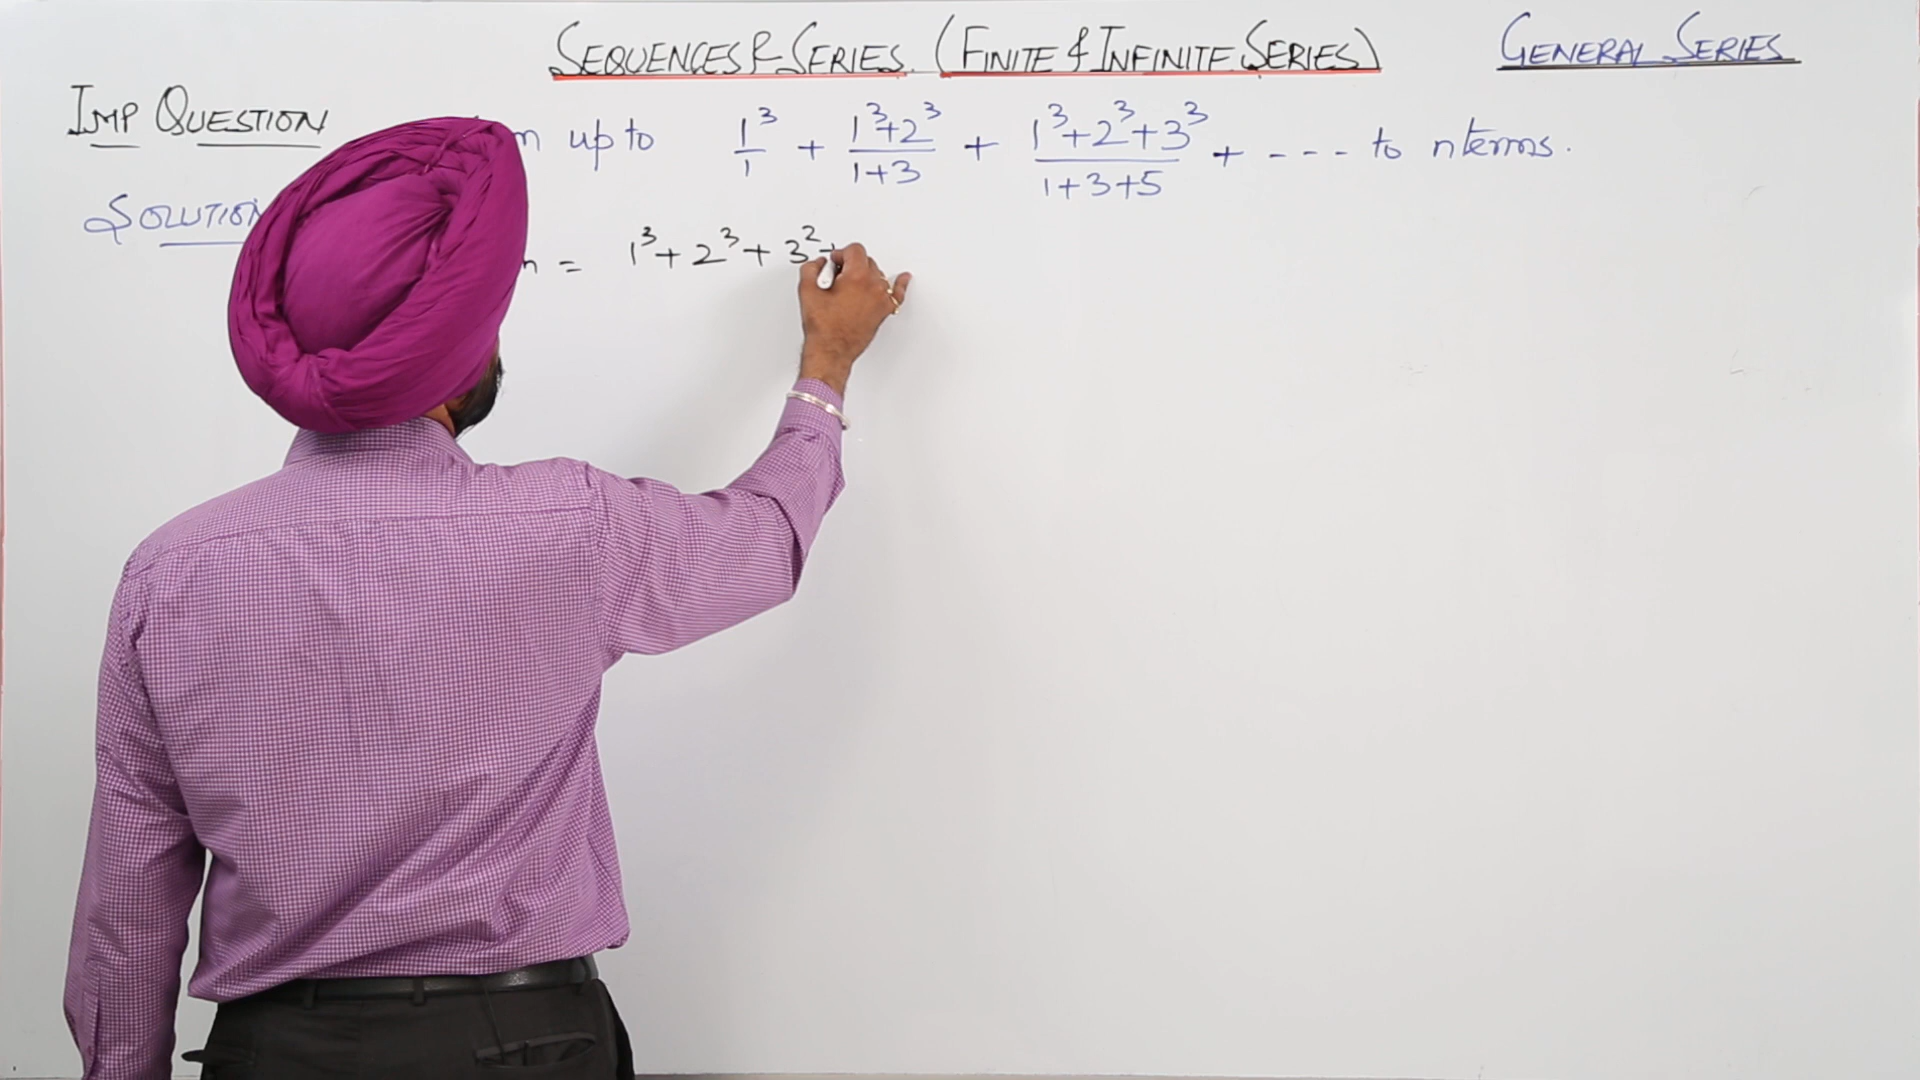 SEQUENCES & SERIES. (FINITE & INFINITE SERIES) GENERAL SERIES
IMP QUESTION up to 1³/1 + (1³+2³)/(1+3) + (1³+2³+3³)/(1+3+5) + ---- to n terms.
SOLUTION
n = 1³ + 2³ + 3² +